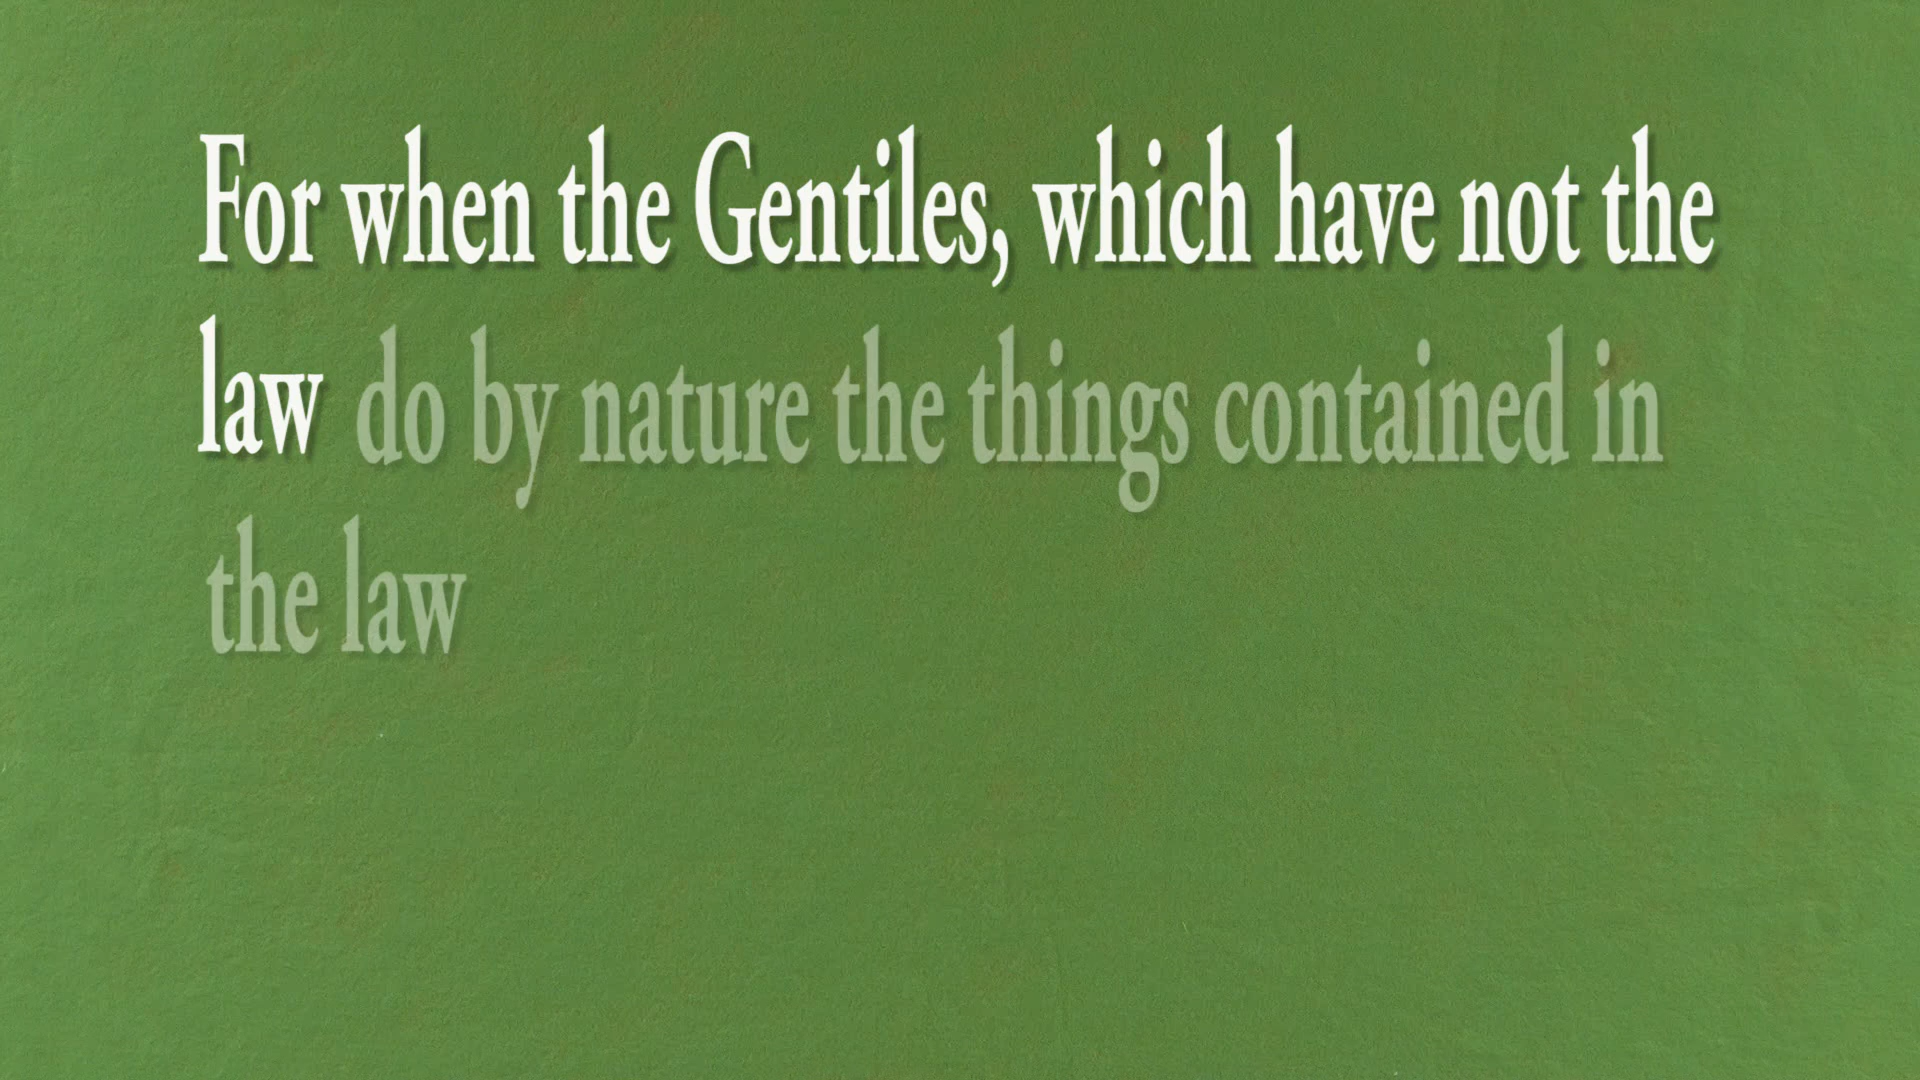 For when the Gentiles, which have not the
law do by nature the things contained in
the law